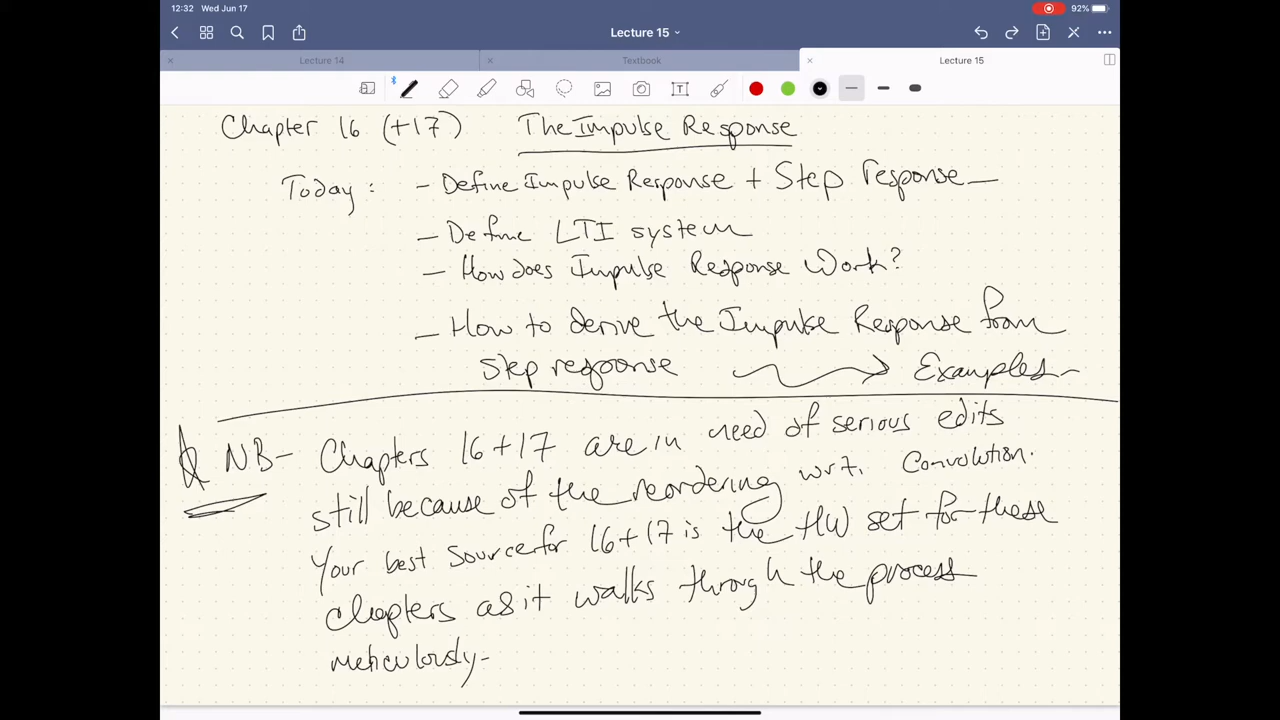 12:32 Wed Jun 17
92%
Lecture 15
Lecture 14
Textbook
Lecture 15
Chapter 16 (+17) The Impulse Response
Today: - Define Impulse Response + Step Response
- Define LTI system
- How does Impulse Response Work?
- How to derive the Impulse Response from
step response Examples
NB- Chapters 16+17 are in need of serious edits
still because of the reordering w.r.t. Convolution.
Your best source for 16+17 is the HW set for these
chapters as it walks through the process
meticulously-